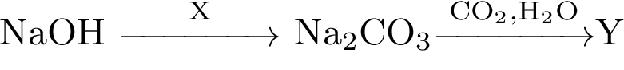 NaOH X⟶ Na₂CO₃ CO₂,H₂O⟶ Y